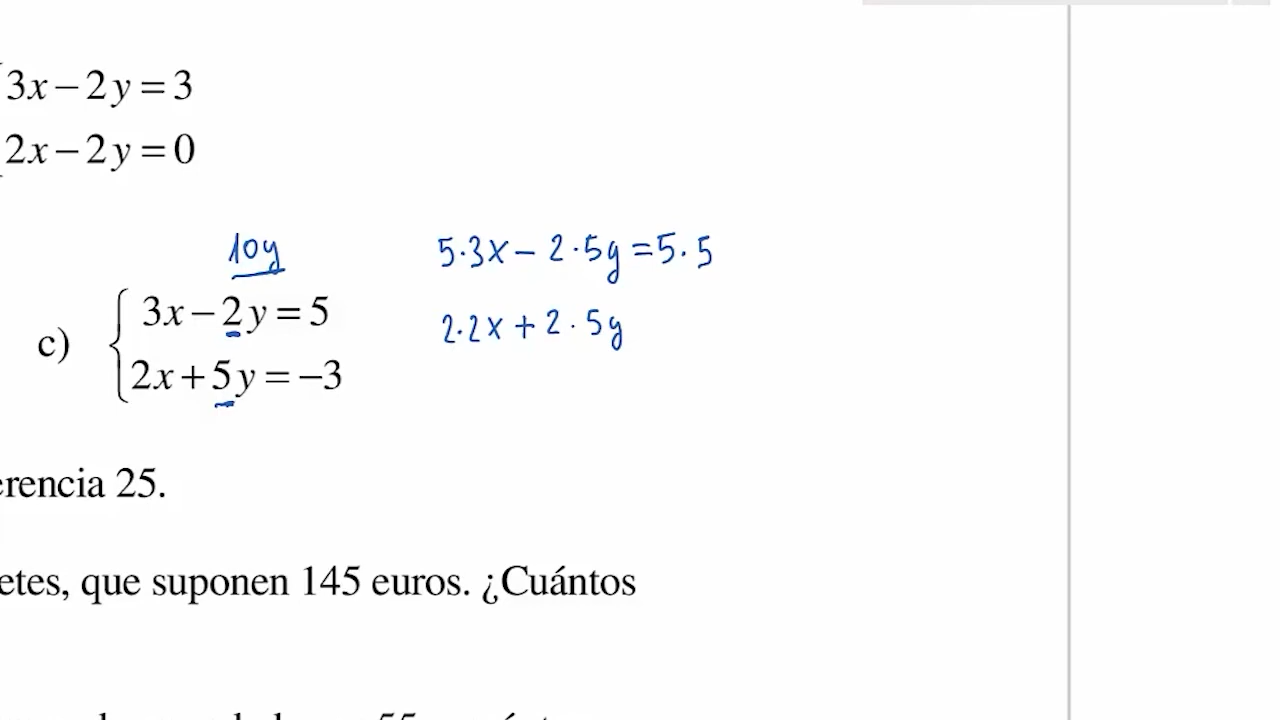 3x − 2y = 3
2x − 2y = 0
10y
5·3x − 2·5y = 5·5
3x − 2y = 5
2·2x + 2·5y
c)
2x + 5y = −3
erencia 25.
etes, que suponen 145 euros. ¿Cuántos